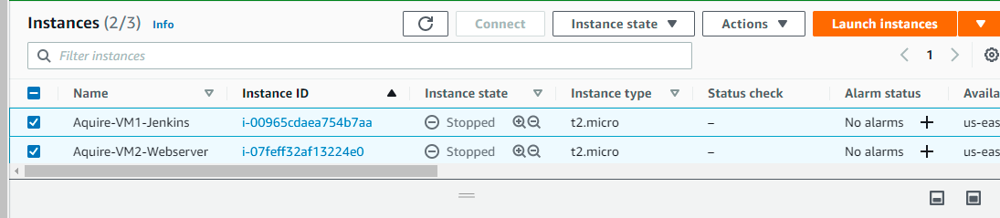 Instances (2/3) Info Connect Instance state Actions Launch instances
Filter instances 1
Name Instance ID Instance state Instance type Status check Alarm status Availa
Aquire-VM1-Jenkins i-00965cdaea754b7aa Stopped t2.micro – No alarms + us-eas
Aquire-VM2-Webserver i-07feff32af13224e0 Stopped t2.micro – No alarms + us-eas